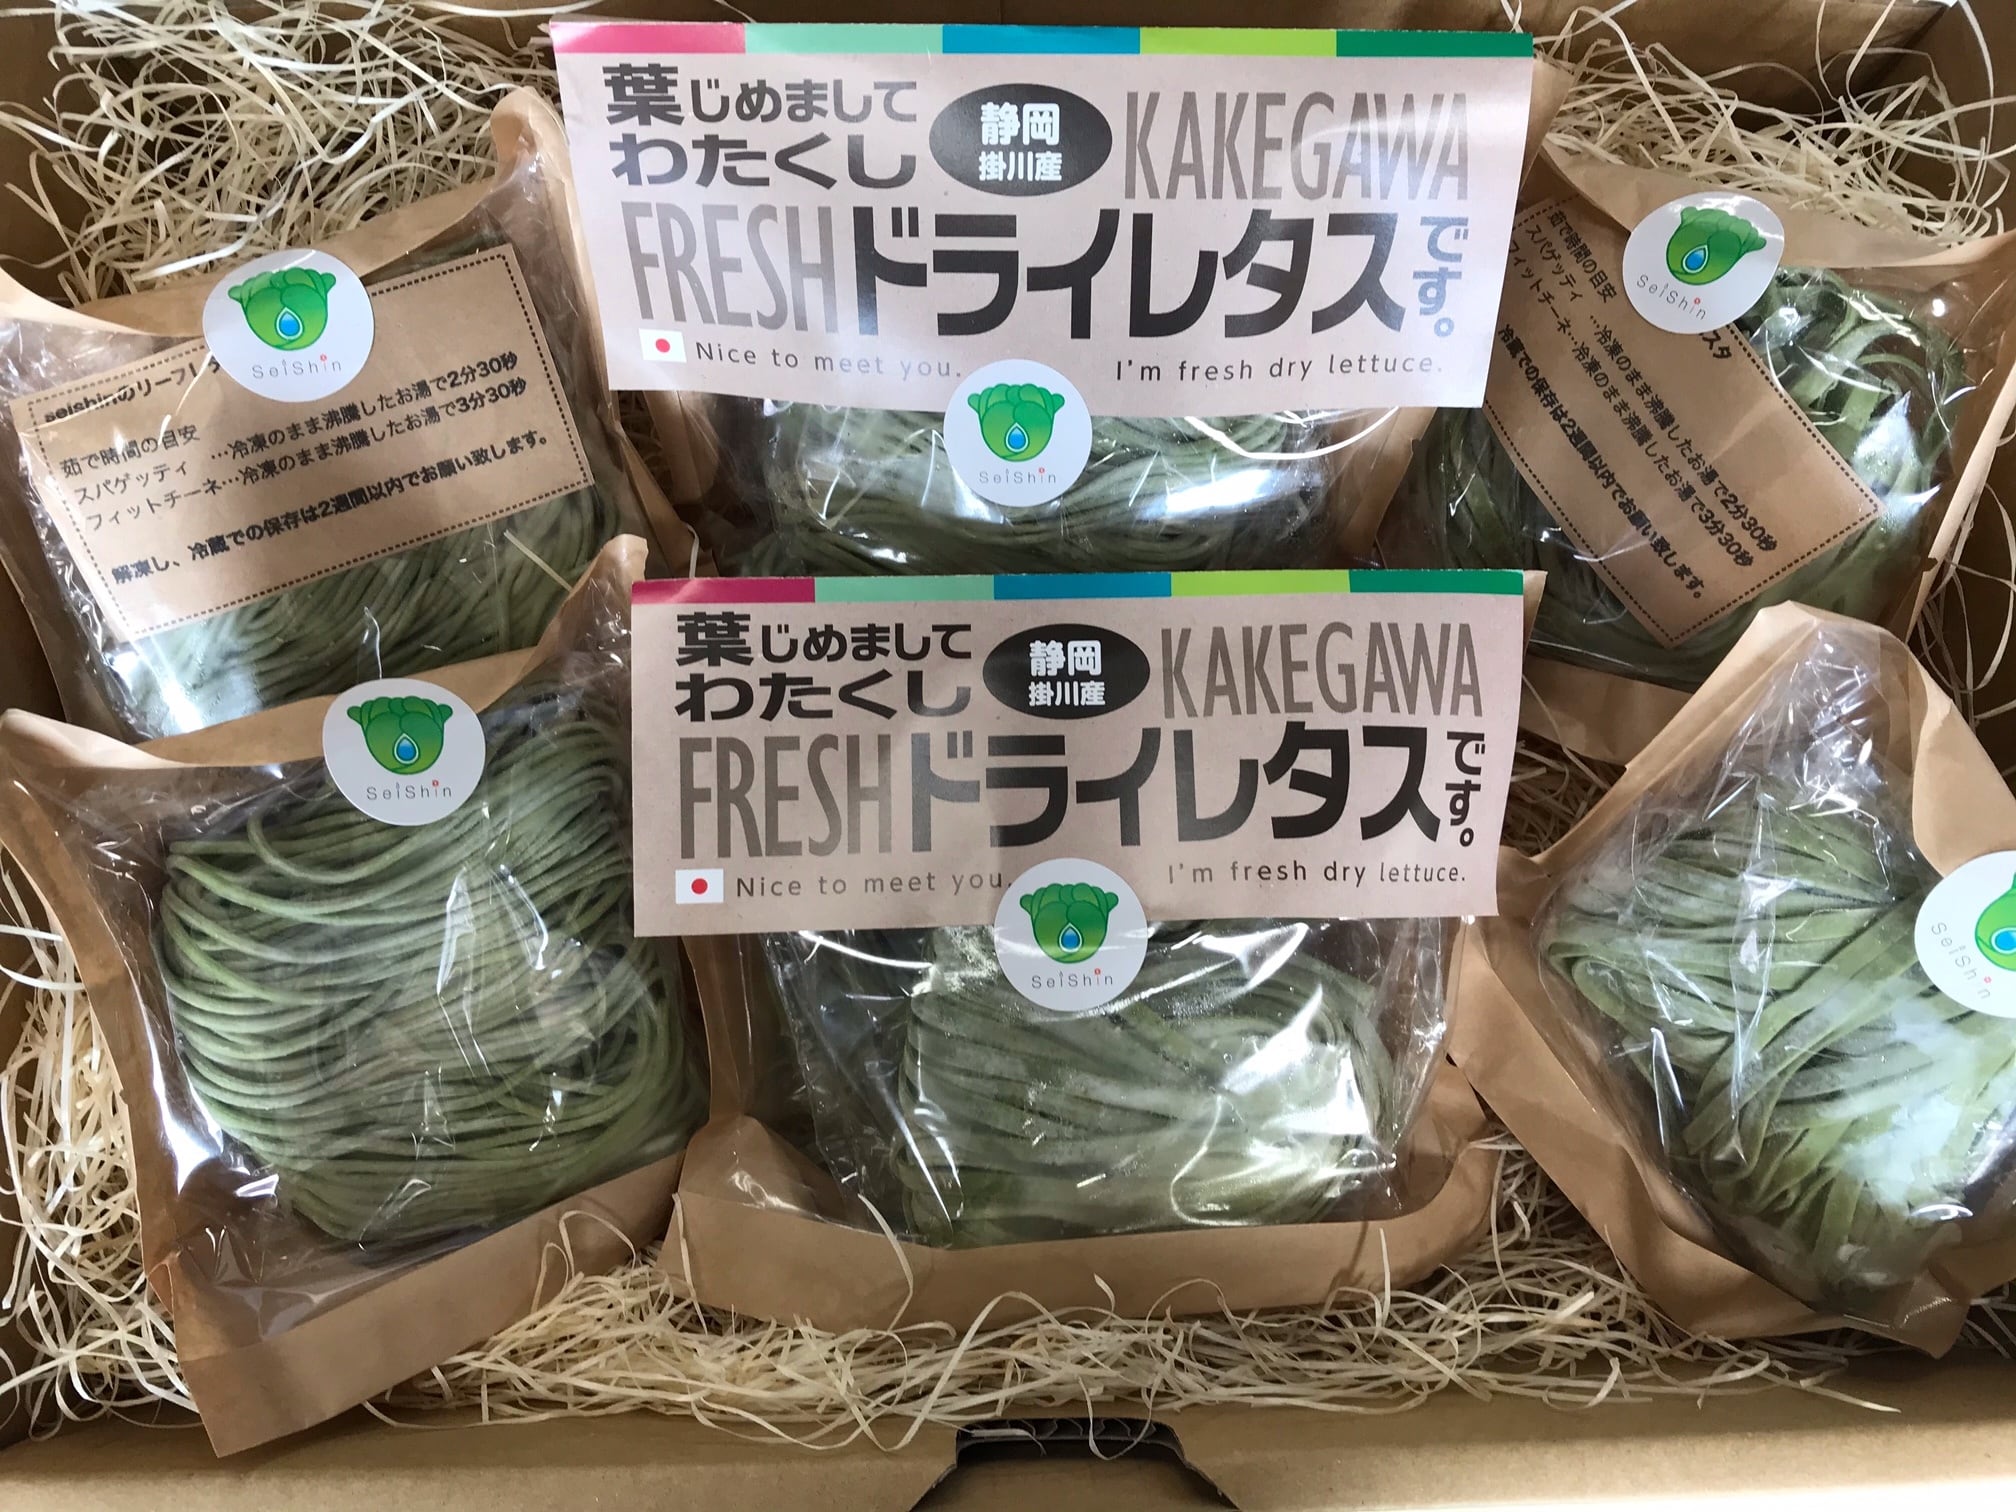 葉じめまして
わたくし
静岡
掛川産
KAKEGAWA
FRESHドライレタスです。
Nice to meet you. I'm fresh dry lettuce.
SeiShin
SeiShin
seishinのリーフレタ
茹で時間の目安
スパゲッティ …冷凍のまま沸騰したお湯で2分30秒
フィットチーネ…冷凍のまま沸騰したお湯で3分30秒
解凍し、冷蔵での保存は2週間以内でお願い致します。
SeiShin
スタ
茹で時間の目安
スパゲッティ …冷凍のまま沸騰したお湯で2分30秒
フィットチーネ…冷凍のまま沸騰したお湯で3分30秒
冷蔵での保存は2週間以内でお願い致します。
葉じめまして
わたくし
静岡
掛川産
KAKEGAWA
FRESHドライレタスです。
Nice to meet you. I'm fresh dry lettuce.
SeiShin
SeiShin
SeiShin